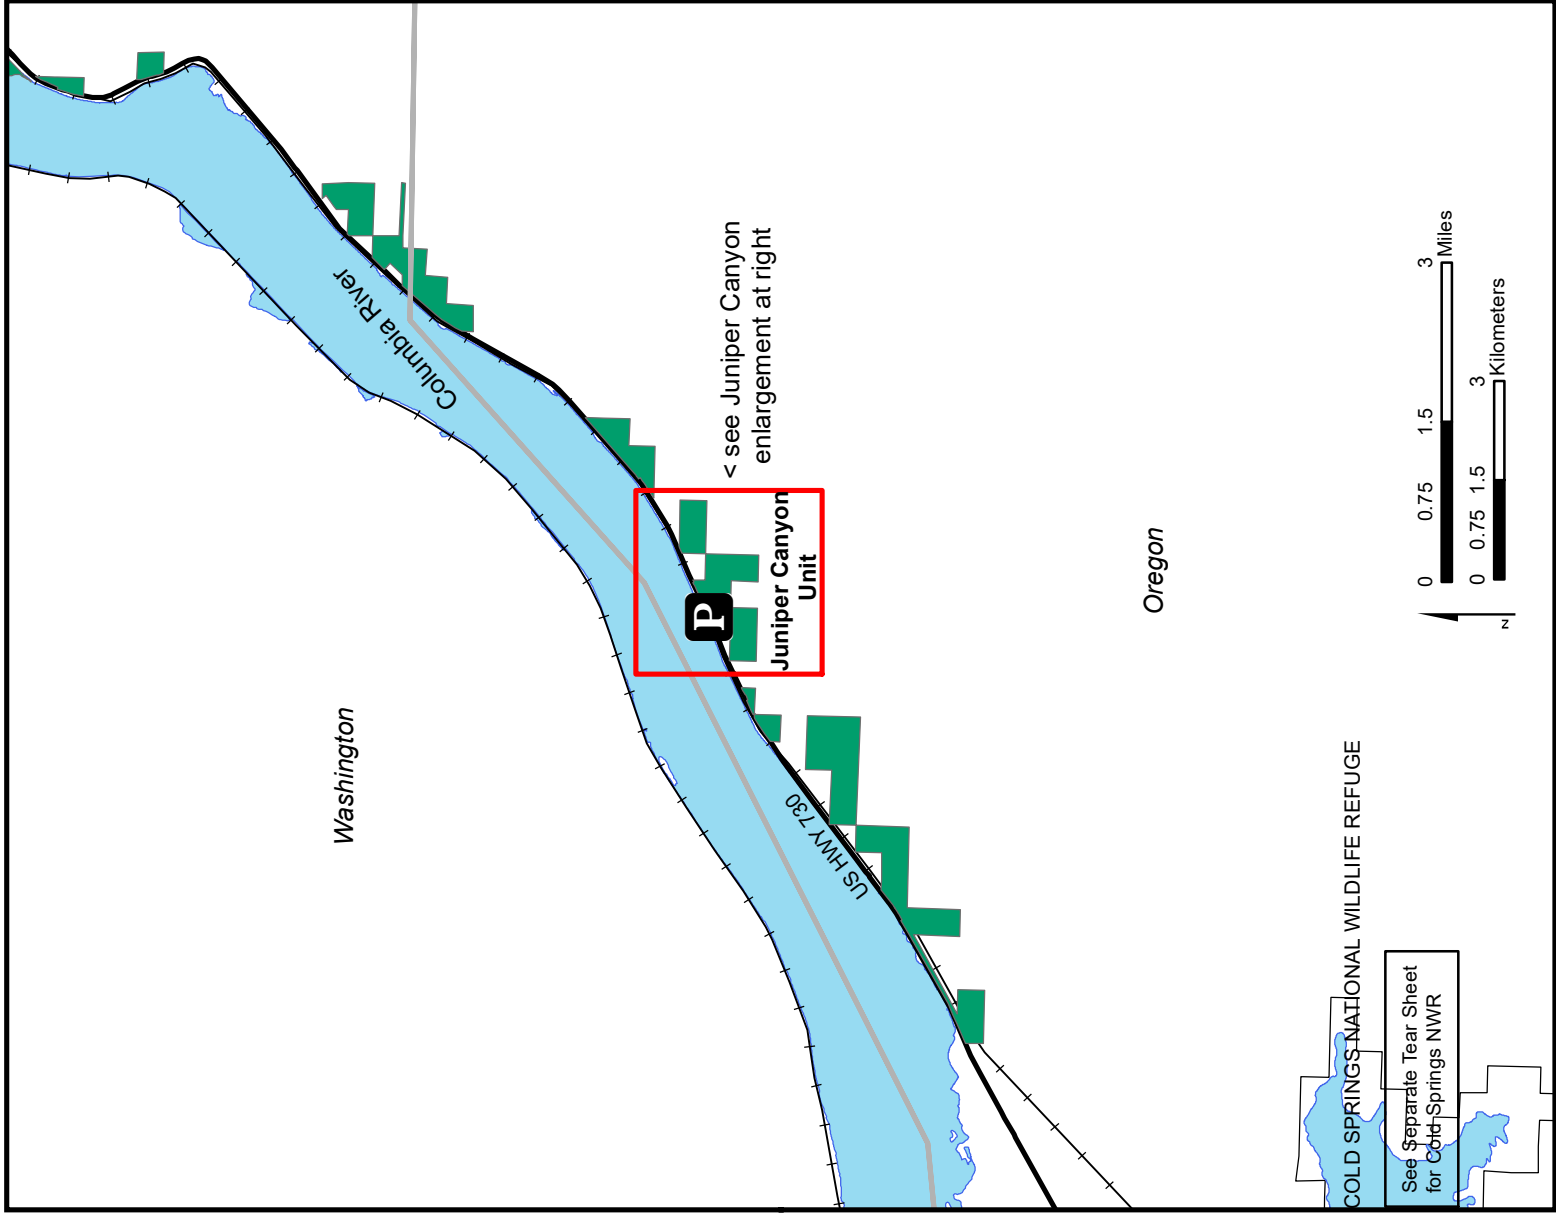 Washington
Columbia River
< see Juniper Canyon
enlargement at right
P
Juniper Canyon
Unit
US HWY 730
Oregon
COLD SPRINGS NATIONAL WILDLIFE REFUGE
See Separate Tear Sheet
for Cold Springs NWR
N
0 0.75 1.5 3 Miles
0 0.75 1.5 3 Kilometers